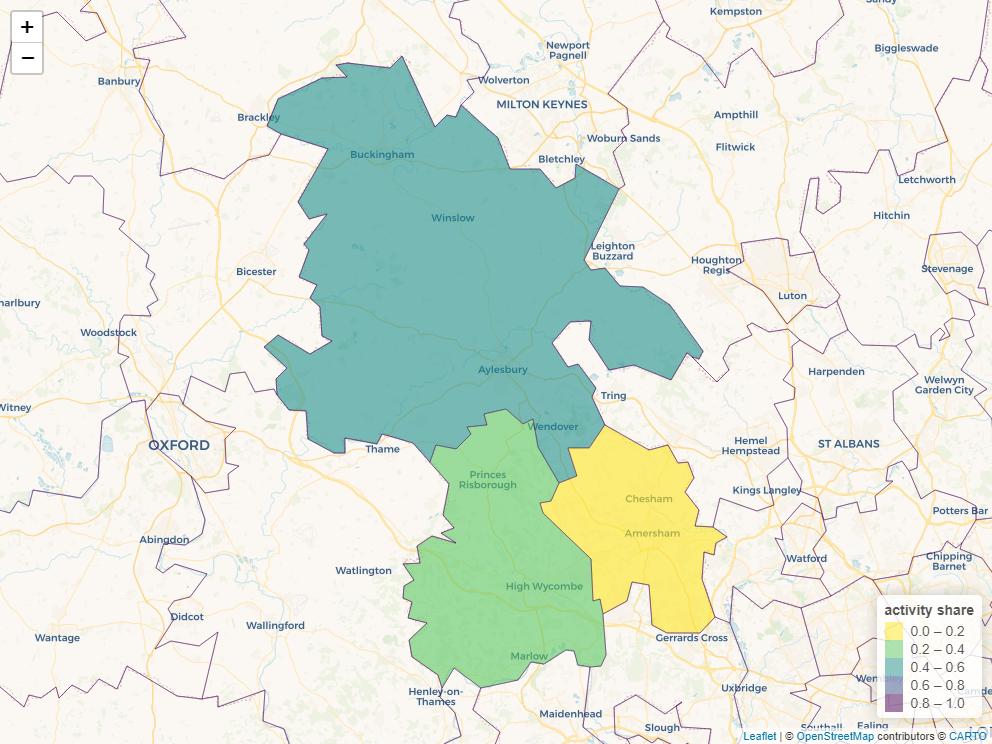 +
−
Kempston
Newport
Pagnell
Biggleswade
Banbury
Wolverton
MILTON KEYNES
Ampthill
Brackley
Woburn Sands
Flitwick
Buckingham
Bletchley
Letchworth
Winslow
Hitchin
Leighton
Buzzard
Bicester
Houghton
Regis
Stevenage
Luton
Woodstock
Aylesbury
Harpenden
Welwyn
Garden City
Tring
Witney
Wendover
OXFORD
Thame
Hemel
Hempstead
ST ALBANS
Princes
Risborough
Kings Langley
Chesham
Potters Bar
Amersham
Abingdon
Watford
Chipping
Barnet
Watlington
High Wycombe
Didcot
Wallingford
Wantage
Gerrards Cross
Marlow
Henley-on-
Thames
Uxbridge
Maidenhead
Slough
Southall
Ealing
activity share
0.0 – 0.2
0.2 – 0.4
0.4 – 0.6
0.6 – 0.8
0.8 – 1.0
Leaflet | © OpenStreetMap contributors © CARTO